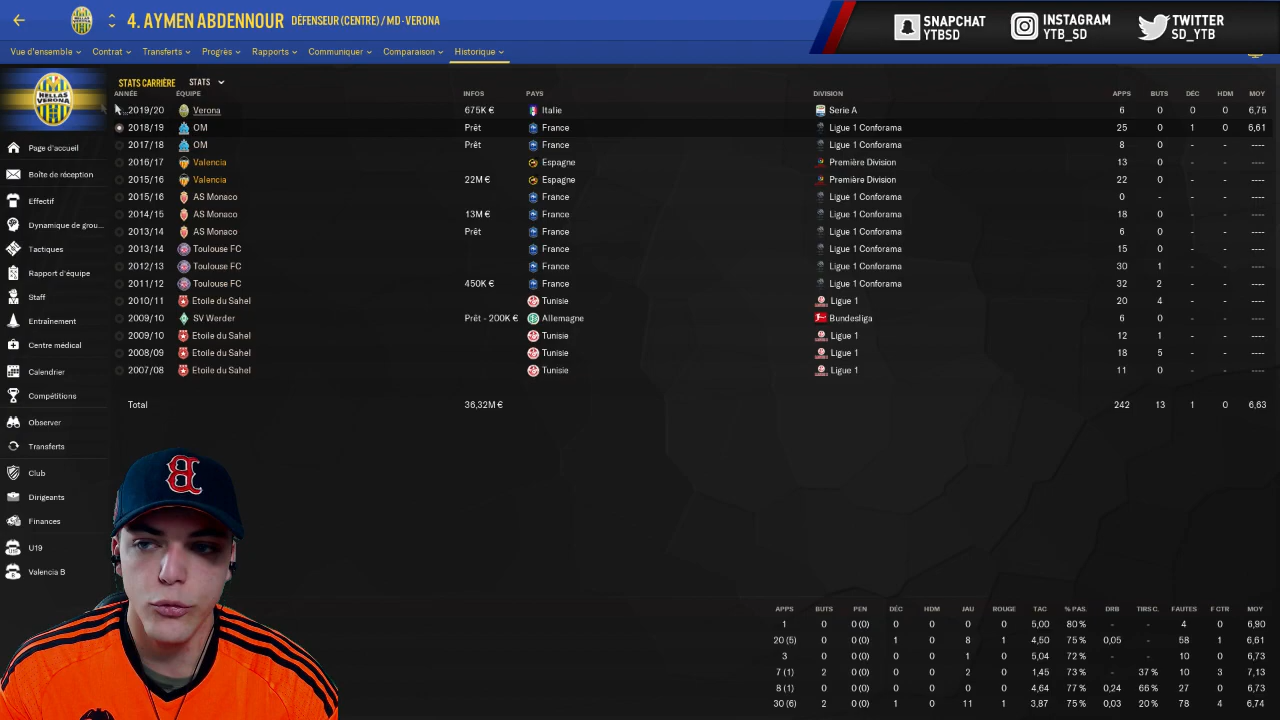 4. AYMEN ABDENNOUR DÉFENSEUR (CENTRE) / MD - VERONA
SNAPCHAT YTBSD
INSTAGRAM YTB_SD
TWITTER SD_YTB
Vue d'ensemble Contrat Transferts Progrès Rapports Communiquer Comparaison Historique
HELLAS VERONA
STATS CARRIÈRE STATS
ANNÉE ÉQUIPE INFOS PAYS DIVISION APPS BUTS DÉC HDM MOY
2019/20 Verona 675K € Italie Serie A 6 0 0 0 6,75
2018/19 OM Prêt France Ligue 1 Conforama 25 0 1 0 6,61
2017/18 OM Prêt France Ligue 1 Conforama 8 0 - - ----
2016/17 Valencia Espagne Première Division 13 0 - - ----
2015/16 Valencia 22M € Espagne Première Division 22 0 - - ----
2015/16 AS Monaco France Ligue 1 Conforama 0 - - - ----
2014/15 AS Monaco 13M € France Ligue 1 Conforama 18 0 - - ----
2013/14 AS Monaco Prêt France Ligue 1 Conforama 6 0 - - ----
2013/14 Toulouse FC France Ligue 1 Conforama 15 0 - - ----
2012/13 Toulouse FC France Ligue 1 Conforama 30 1 - - ----
2011/12 Toulouse FC 450K € France Ligue 1 Conforama 32 2 - - ----
2010/11 Etoile du Sahel Tunisie Ligue 1 20 4 - - ----
2009/10 SV Werder Prêt - 200K € Allemagne Bundesliga 6 0 - - ----
2009/10 Etoile du Sahel Tunisie Ligue 1 12 1 - - ----
2008/09 Etoile du Sahel Tunisie Ligue 1 18 5 - - ----
2007/08 Etoile du Sahel Tunisie Ligue 1 11 0 - - ----
Total 36,32M € 242 13 1 0 6,63
Page d'accueil
Boîte de réception
Effectif
Dynamique de grou...
Tactiques
Rapport d'équipe
Staff
Entraînement
Centre médical
Calendrier
Compétitions
Observer
Transferts
Club
Dirigeants
Finances
U19
Valencia B
B
APPS BUTS PEN DÉC HDM JAU ROUGE TAC % PAS. DRB TIRS C. FAUTES F CTR MOY
1 0 0 (0) 0 0 0 0 5,00 80 % - - 4 0 6,90
20 (5) 0 0 (0) 1 0 8 1 4,50 75 % 0,05 - 58 1 6,61
3 0 0 (0) 0 0 1 0 5,04 72 % - - 10 0 6,73
7 (1) 2 0 (0) 0 0 2 0 1,45 73 % - 37 % 10 3 7,13
8 (1) 0 0 (0) 0 0 0 0 4,64 77 % 0,24 66 % 27 0 6,73
30 (6) 2 0 (0) 1 0 11 1 3,87 75 % 0,03 20 % 78 4 6,74